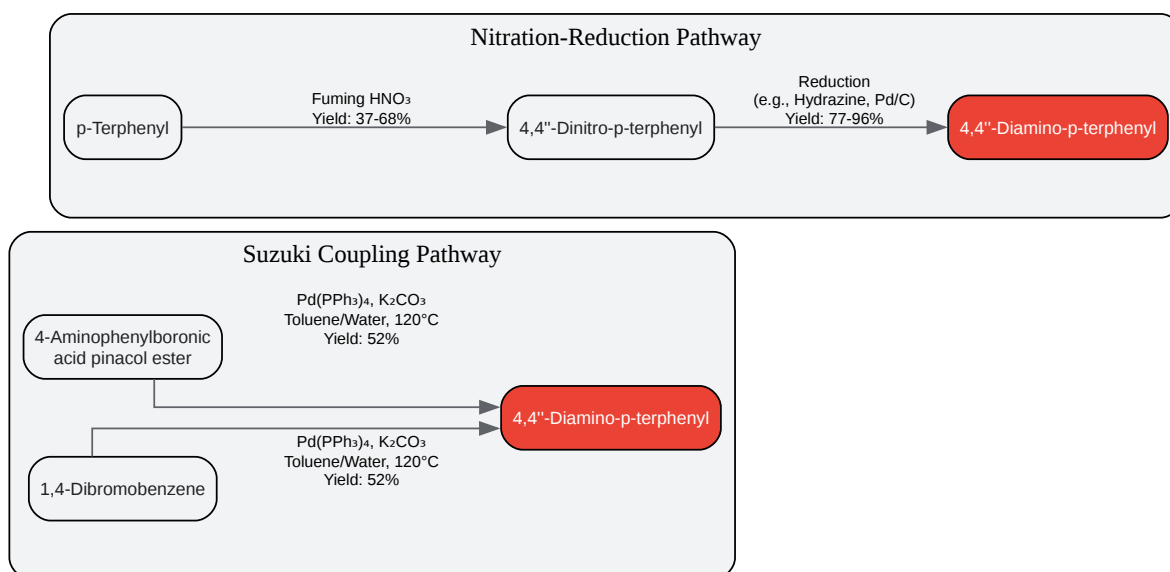 Nitration-Reduction Pathway
p-Terphenyl
Fuming HNO₃
Yield: 37-68%
4,4''-Dinitro-p-terphenyl
Reduction
(e.g., Hydrazine, Pd/C)
Yield: 77-96%
4,4''-Diamino-p-terphenyl
Suzuki Coupling Pathway
Pd(PPh₃)₄, K₂CO₃
Toluene/Water, 120°C
Yield: 52%
4-Aminophenylboronic
acid pinacol ester
4,4''-Diamino-p-terphenyl
Pd(PPh₃)₄, K₂CO₃
Toluene/Water, 120°C
Yield: 52%
1,4-Dibromobenzene